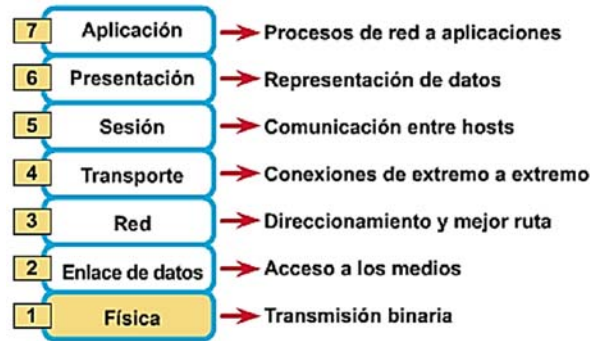 7 Aplicación Procesos de red a aplicaciones
6 Presentación Representación de datos
5 Sesión Comunicación entre hosts
4 Transporte Conexiones de extremo a extremo
3 Red Direccionamiento y mejor ruta
2 Enlace de datos Acceso a los medios
1 Física Transmisión binaria